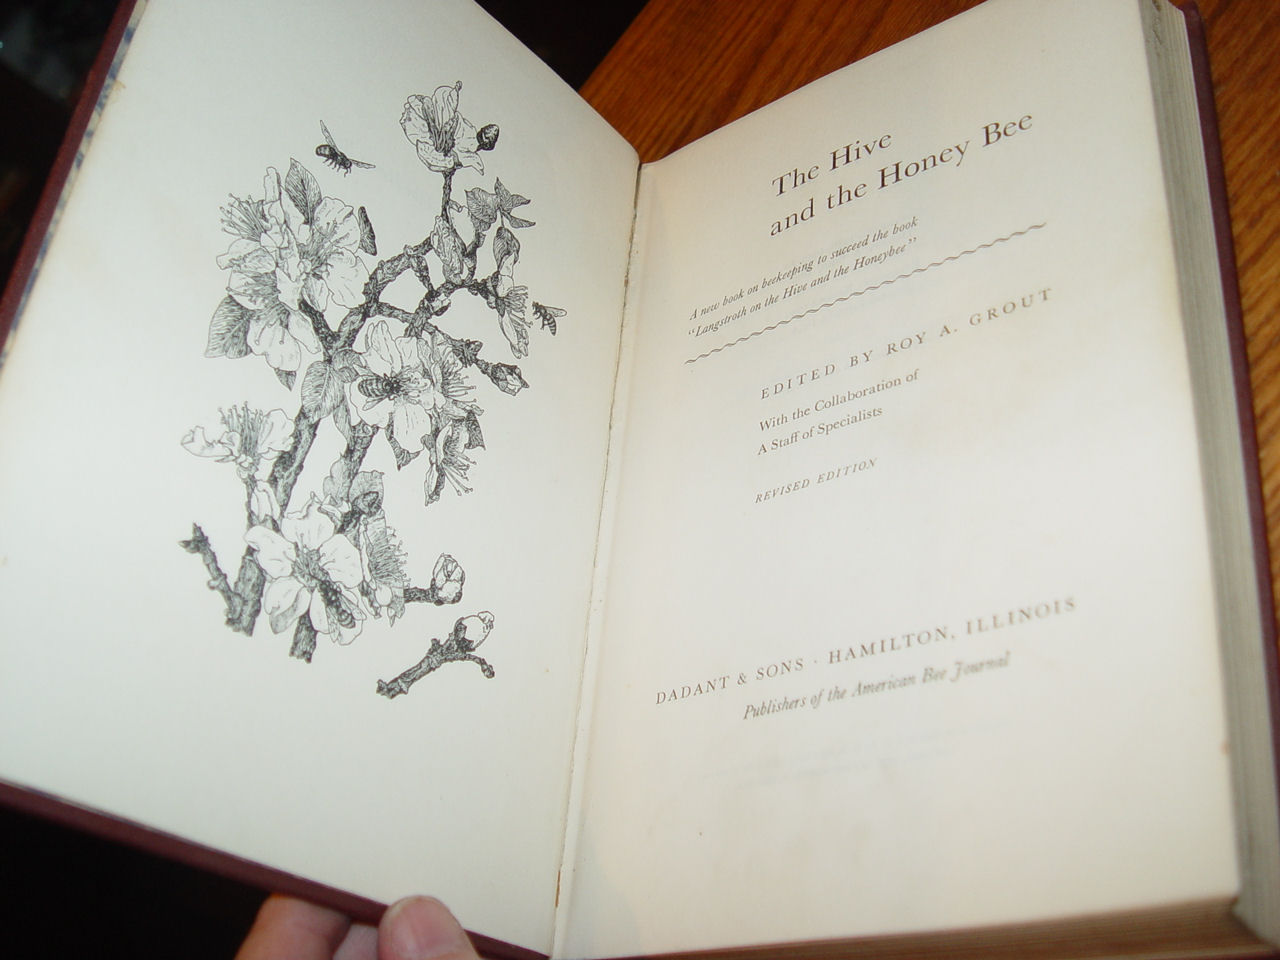 The Hive
and the Honey Bee
A new book on beekeeping to succeed the book
“Langstroth on the Hive and the Honeybee”
EDITED BY ROY A. GROUT
With the Collaboration of
A Staff of Specialists
REVISED EDITION
DADANT & SONS · HAMILTON, ILLINOIS
Publishers of the American Bee Journal